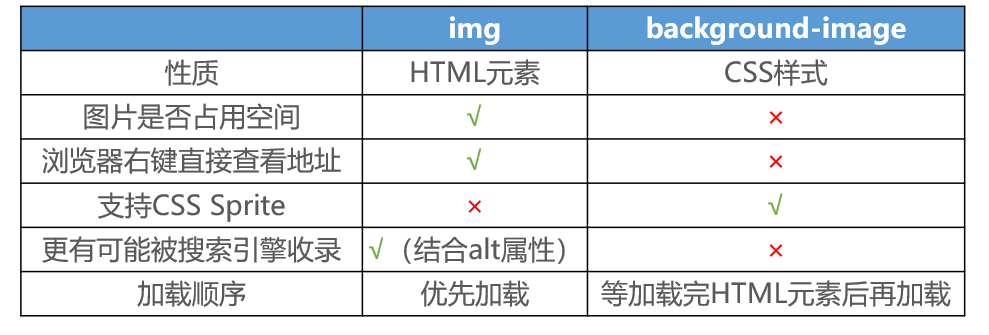 img background-image
性质 HTML元素 CSS样式
图片是否占用空间 √ ×
浏览器右键直接查看地址 √ ×
支持CSS Sprite × √
更有可能被搜索引擎收录 √（结合alt属性） ×
加载顺序 优先加载 等加载完HTML元素后再加载